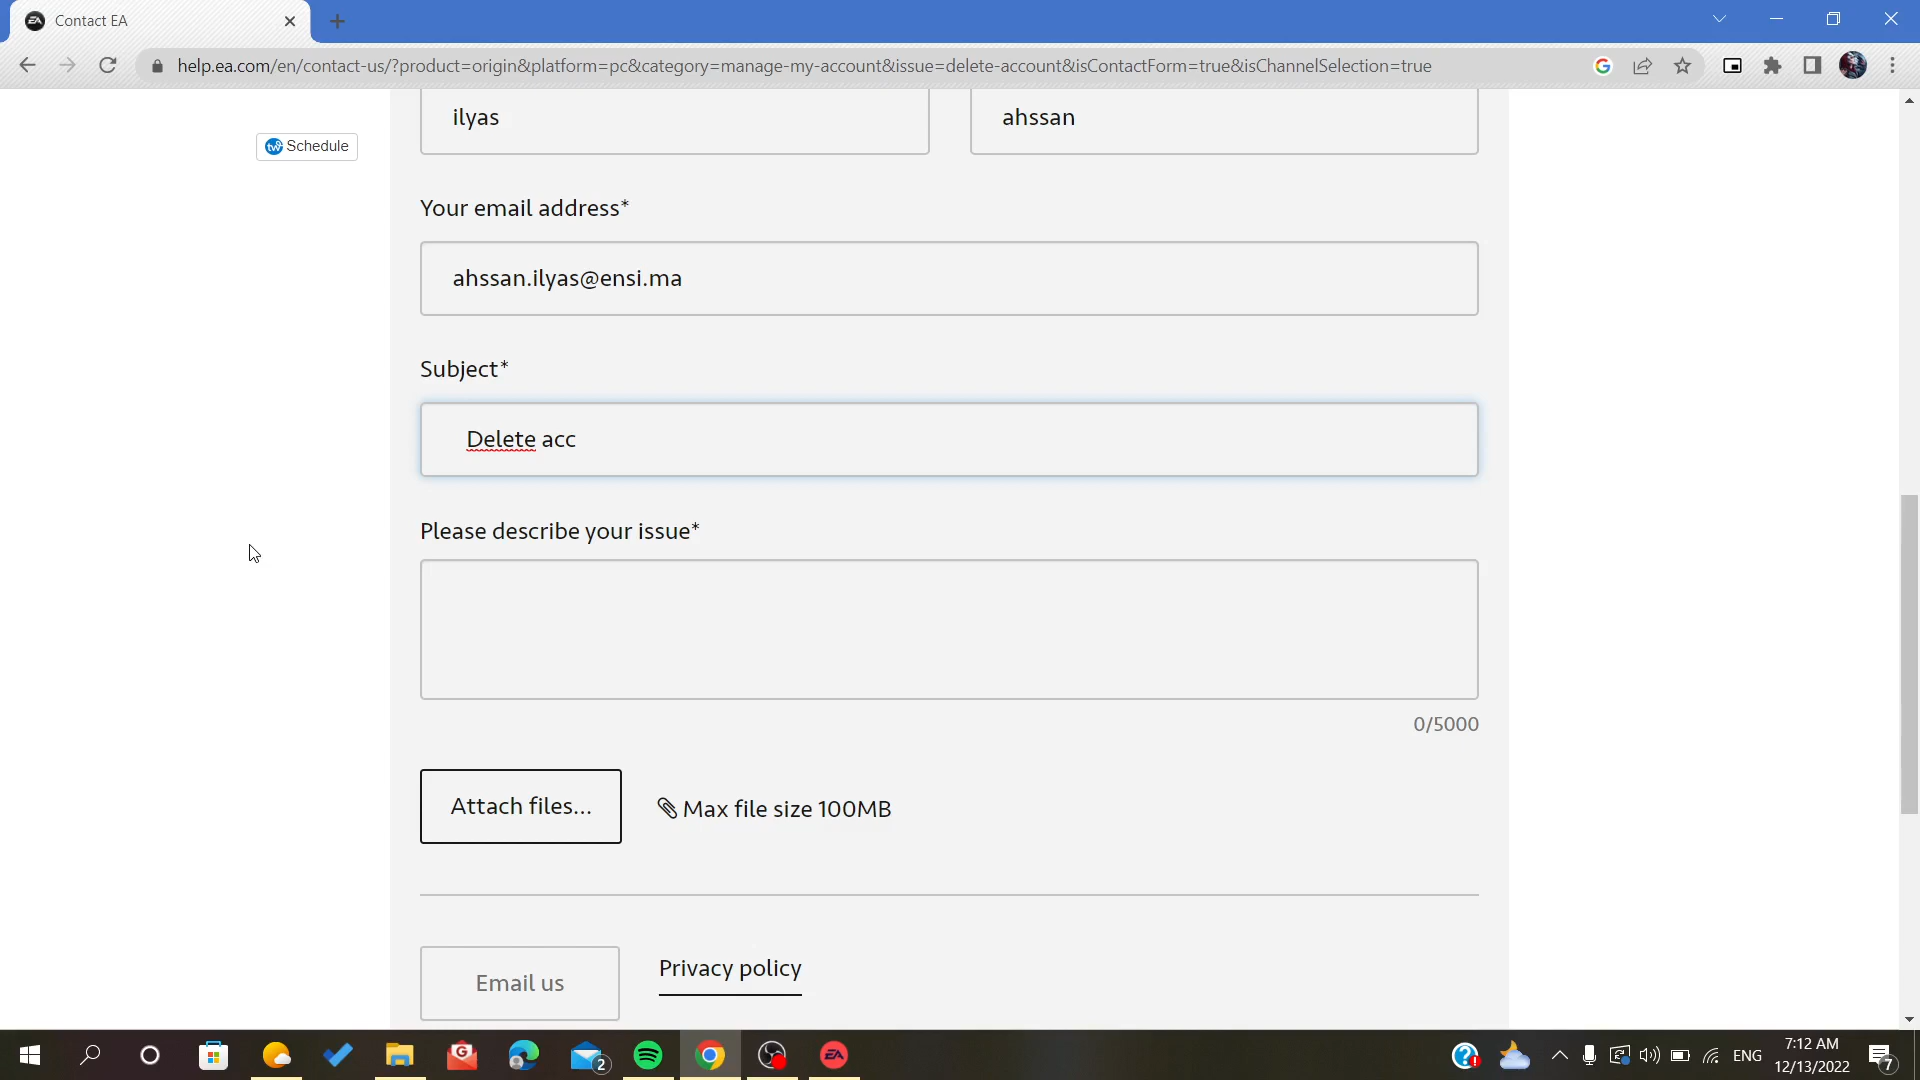 Contact EA
help.ea.com/en/contact-us/?product=origin&platform=pc&category=manage-my-account&issue=delete-account&isContactForm=true&isChannelSelection=true
ilyas
ahssan
tw Schedule
Your email address*
ahssan.ilyas@ensi.ma
Subject*
Delete acc
Please describe your issue*
0/5000
Attach files...
Max file size 100MB
Email us
Privacy policy
2
ENG
7:12 AM
12/13/2022
7